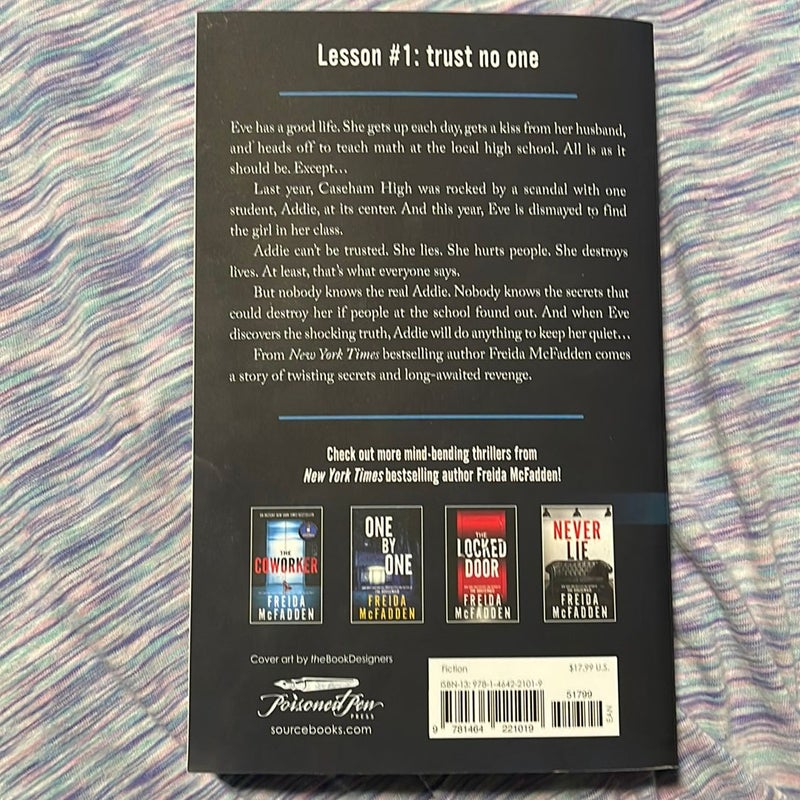 Lesson #1: trust no one
Eve has a good life. She gets up each day, gets a kiss from her husband,
and heads off to teach math at the local high school. All is as it
should be. Except...
Last year, Caseham High was rocked by a scandal with one
student, Addie, at its center. And this year, Eve is dismayed to find
the girl in her class.
Addie can't be trusted. She lies. She hurts people. She destroys
lives. At least, that's what everyone says.
But nobody knows the real Addie. Nobody knows the secrets that
could destroy her if people at the school found out. And when Eve
discovers the shocking truth, Addie will do anything to keep her quiet...
From New York Times bestselling author Freida McFadden comes
a story of twisting secrets and long-awaited revenge.
Check out more mind-bending thrillers from
New York Times bestselling author Freida McFadden!
THE
COWORKER
FREIDA
McFADDEN
ONE
BY
ONE
FREIDA
McFADDEN
THE
LOCKED
DOOR
FREIDA
McFADDEN
NEVER
LIE
FREIDA
McFADDEN
Cover art by theBookDesigners
Poisoned Pen
PRESS
sourcebooks.com
Fiction $17.99 U.S.
ISBN-13: 978-1-4642-2101-9
51799
EAN
9 781464 221019